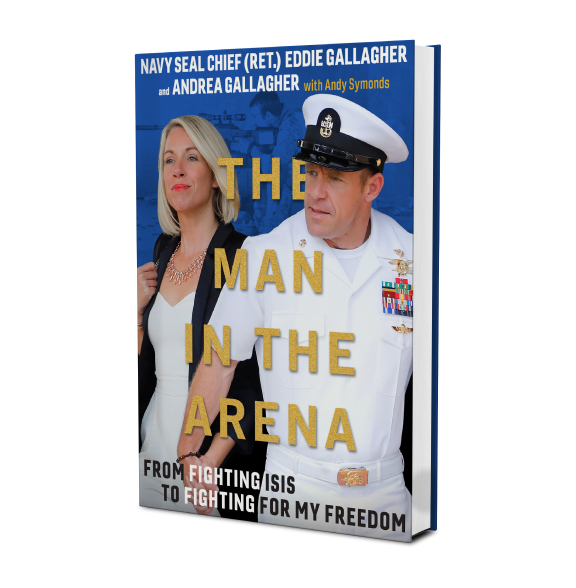 NAVY SEAL CHIEF (RET.) EDDIE GALLAGHER
and ANDREA GALLAGHER with Andy Symonds
USN
THE
MAN
IN THE
ARENA
FROM FIGHTING ISIS
TO FIGHTING FOR MY FREEDOM